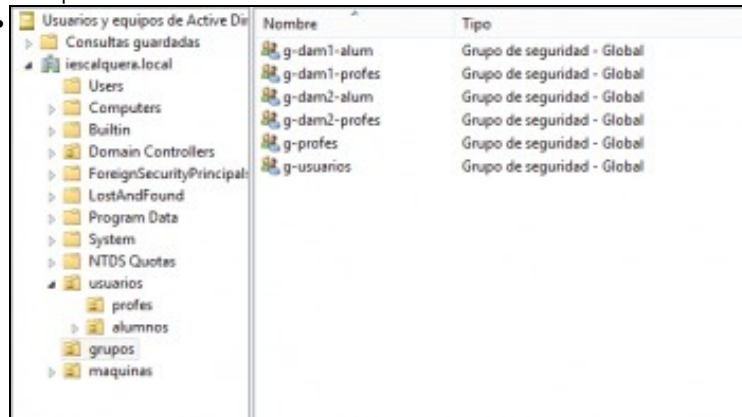 Usuarios y equipos de Active Dir
Consultas guardadas
iescalquera.local
Users
Computers
Builtin
Domain Controllers
ForeignSecurityPrincipal
LostAndFound
Program Data
System
NTDS Quotas
usuarios
profes
alumnos
grupos
maquinas
Nombre Tipo
g-dam1-alum Grupo de seguridad - Global
g-dam1-profes Grupo de seguridad - Global
g-dam2-alum Grupo de seguridad - Global
g-dam2-profes Grupo de seguridad - Global
g-profes Grupo de seguridad - Global
g-usuarios Grupo de seguridad - Global